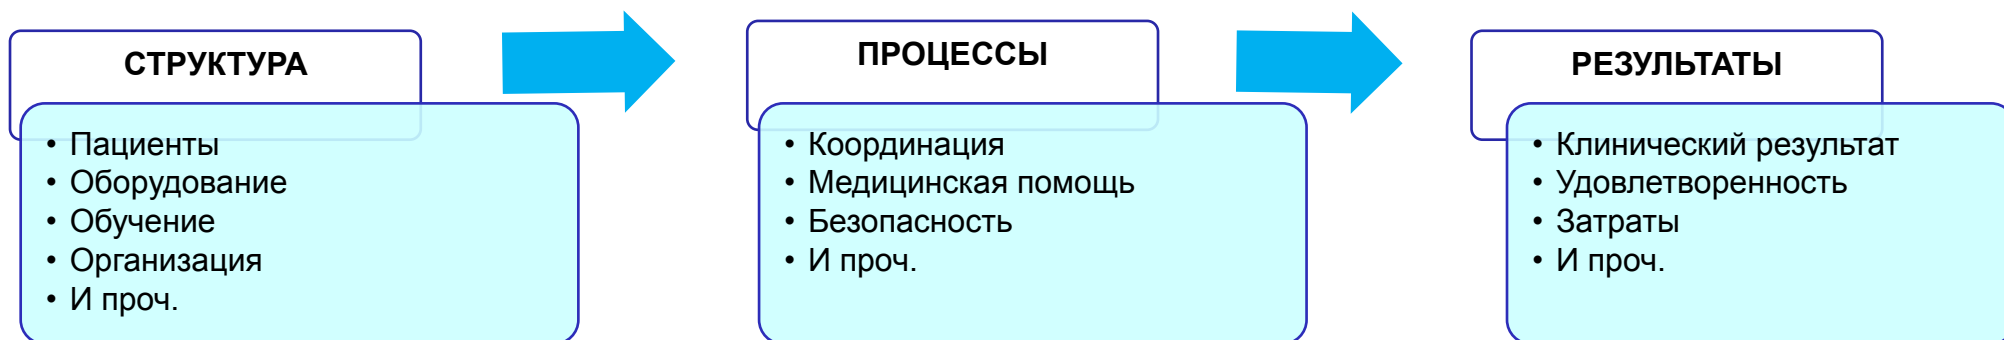 СТРУКТУРА
• Пациенты
• Оборудование
• Обучение
• Организация
• И проч.
ПРОЦЕССЫ
• Координация
• Медицинская помощь
• Безопасность
• И проч.
РЕЗУЛЬТАТЫ
• Клинический результат
• Удовлетворенность
• Затраты
• И проч.